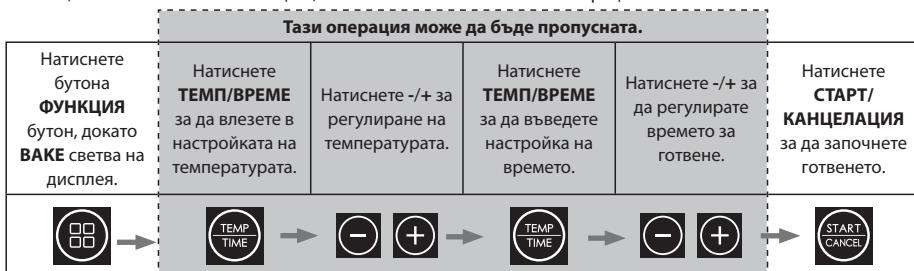 Тази операция може да бъде пропусната.
Натиснете
бутона
ФУНКЦИЯ
бутон, докато
BAKE светва на
дисплея.
Натиснете
ТЕМП/ВРЕМЕ
за да влезете в
настройката на
температурата.
Натиснете -/+ за
регулиране на
температурата.
Натиснете
ТЕМП/ВРЕМЕ
за да въведете
настройка на
времето.
Натиснете -/+ за
да регулирате
времето за
готвене.
Натиснете
СТАРТ/
КАНЦЕЛАЦИЯ
за да започнете
готвенето.
TEMP
TIME
TEMP
TIME
START
CANCEL